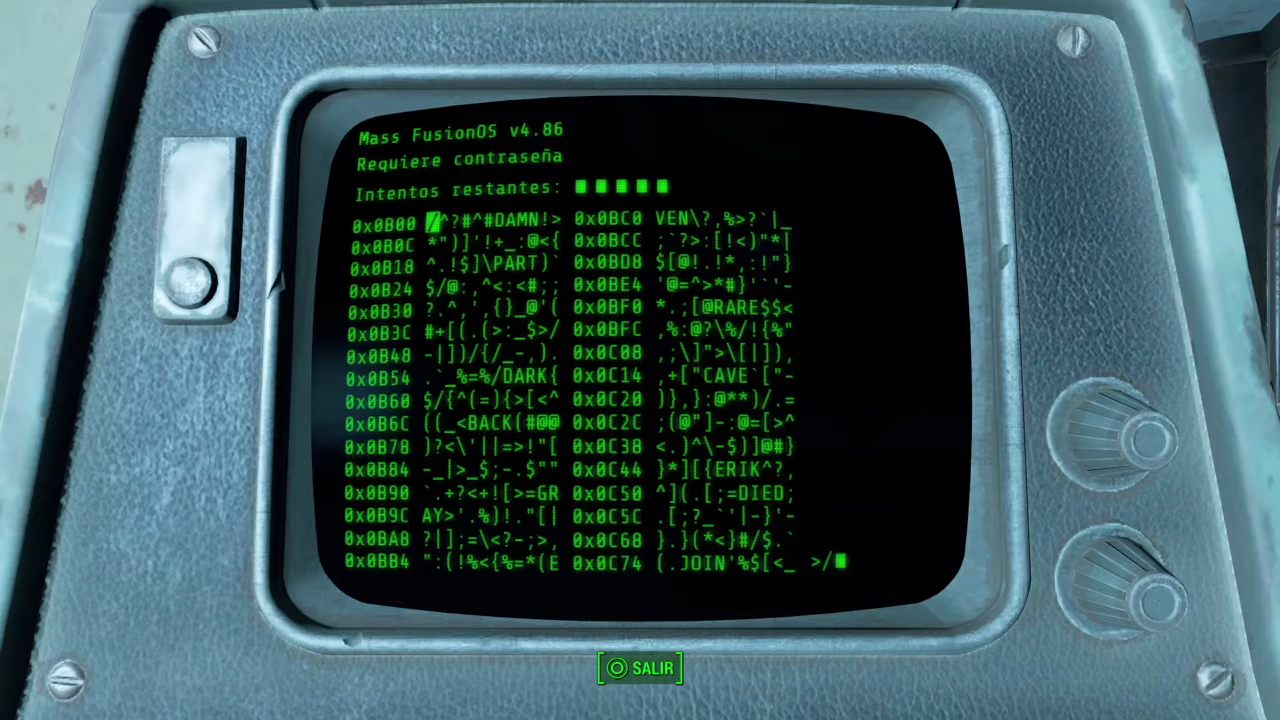 Mass FusionOS v4.86
Requiere contraseña
Intentos restantes: ■ ■ ■ ■ ■
0x0B00 /^?#^#DAMN!> 0x0BC0 VEN\?,%>?`|_
0x0B0C *")]'!+_:@<{ 0x0BCC ;`?>:[!<)"*|
0x0B18 ^.!$]\PART)` 0x0BD8 $[@!.!*,:!"}
0x0B24 $/@:,^<:<#;; 0x0BE4 '@=^>*#}'`'-
0x0B30 ?.^,',{}_@'( 0x0BF0 *.;[@RARE$$<
0x0B3C #+[(.(>:_$>/ 0x0BFC ,%:@?\%/!{%"
0x0B48 -|])/{/_-,). 0x0C08 ,;\]">\[|]),
0x0B54 .`_%=%/DARK{ 0x0C14 ,+["CAVE`["-
0x0B60 $/{^(=){>[<^ 0x0C20 )},}:@**)/.=
0x0B6C ((_<BACK(#@@ 0x0C2C ;(@"]-:@=[>^
0x0B78 )?<\'||=>!"[ 0x0C38 <.)^\-$)]@#}
0x0B84 -_|>_$;-.$"" 0x0C44 }*][{ERIK^?,
0x0B90 `.+?<+![>=GR 0x0C50 ^](.[;=DIED;
0x0B9C AY>'.%)!."[| 0x0C5C .[;?_`'|-}'-
0x0BA8 ?|];=\<?-;>, 0x0C68 }.}(*<}#/$.`
0x0BB4 ":(!%<{%=*(E 0x0C74 (.JOIN'%$[<_ >/■
SALIR